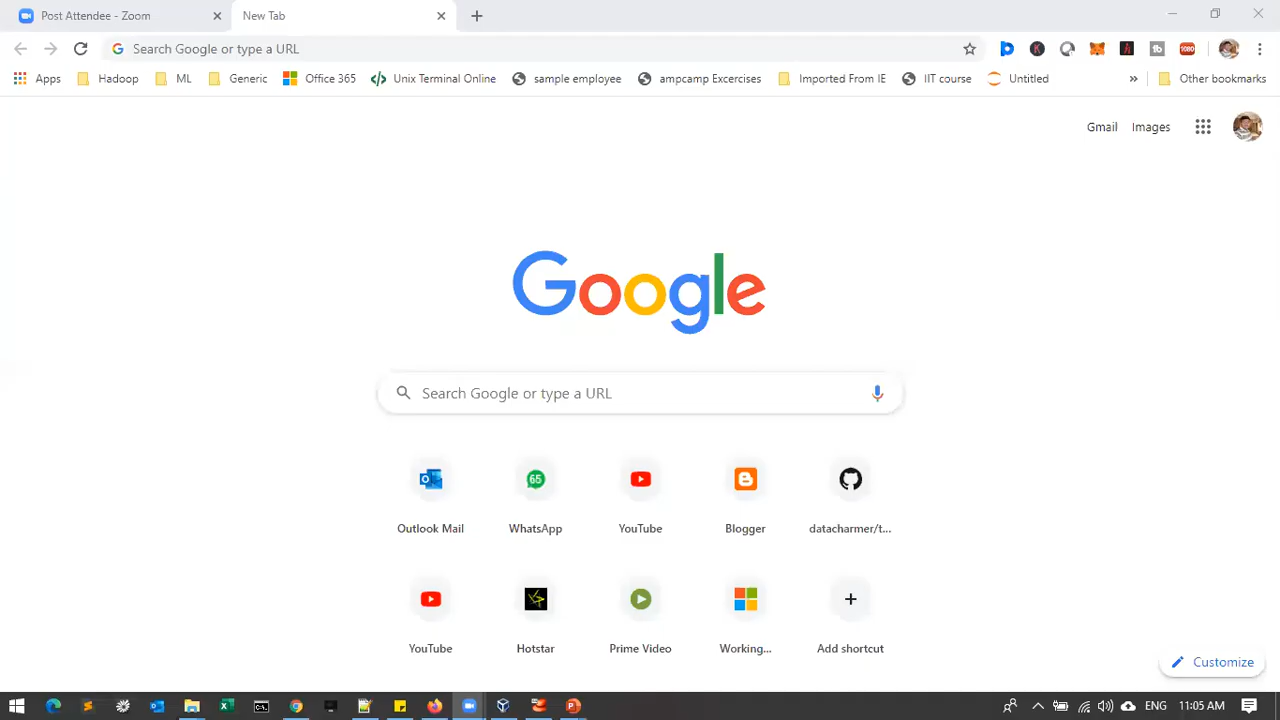 Post Attendee - Zoom
New Tab
Search Google or type a URL
1080
Apps
Hadoop
ML
Generic
Office 365
Unix Terminal Online
sample employee
ampcamp Excercises
Imported From IE
IIT course
Untitled
»
Other bookmarks
Gmail
Images
Google
Search Google or type a URL
65
Outlook Mail
WhatsApp
YouTube
Blogger
datacharmer/t...
YouTube
Hotstar
Prime Video
Working...
Add shortcut
Customize
ENG
11:05 AM